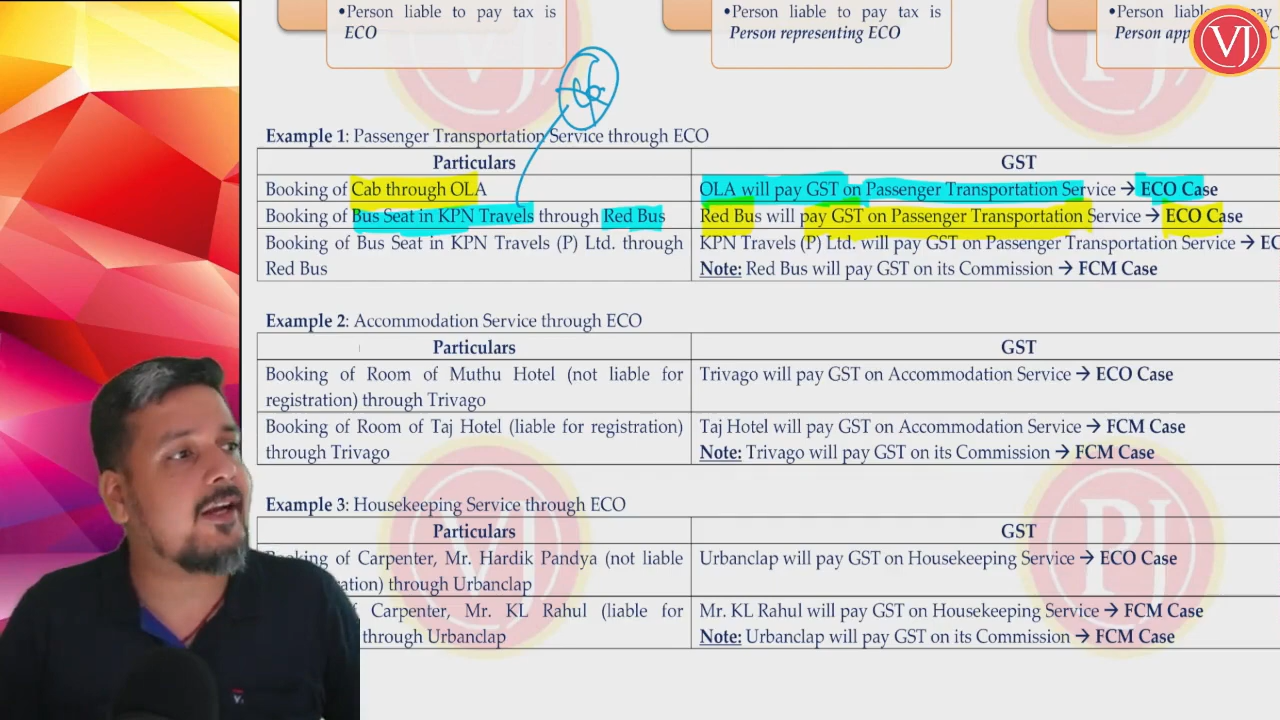 •Person liable to pay tax is
ECO
•Person liable to pay tax is
Person representing ECO
•Person
Person
VJ
Example 1: Passenger Transportation Service through ECO
Particulars
GST
Booking of Cab through OLA
OLA will pay GST on Passenger Transportation Service → ECO Case
Booking of Bus Seat in KPN Travels through Red Bus
Red Bus will pay GST on Passenger Transportation Service → ECO Case
Booking of Bus Seat in KPN Travels (P) Ltd. through
Red Bus
KPN Travels (P) Ltd. will pay GST on Passenger Transportation Service → EC
Note: Red Bus will pay GST on its Commission → FCM Case
Example 2: Accommodation Service through ECO
Particulars
GST
Booking of Room of Muthu Hotel (not liable for
registration) through Trivago
Trivago will pay GST on Accommodation Service → ECO Case
Booking of Room of Taj Hotel (liable for registration)
through Trivago
Taj Hotel will pay GST on Accommodation Service → FCM Case
Note: Trivago will pay GST on its Commission → FCM Case
Example 3: Housekeeping Service through ECO
Particulars
GST
of Carpenter, Mr. Hardik Pandya (not liable
through Urbanclap
Urbanclap will pay GST on Housekeeping Service → ECO Case
Carpenter, Mr. KL Rahul (liable for
through Urbanclap
Mr. KL Rahul will pay GST on Housekeeping Service → FCM Case
Note: Urbanclap will pay GST on its Commission → FCM Case